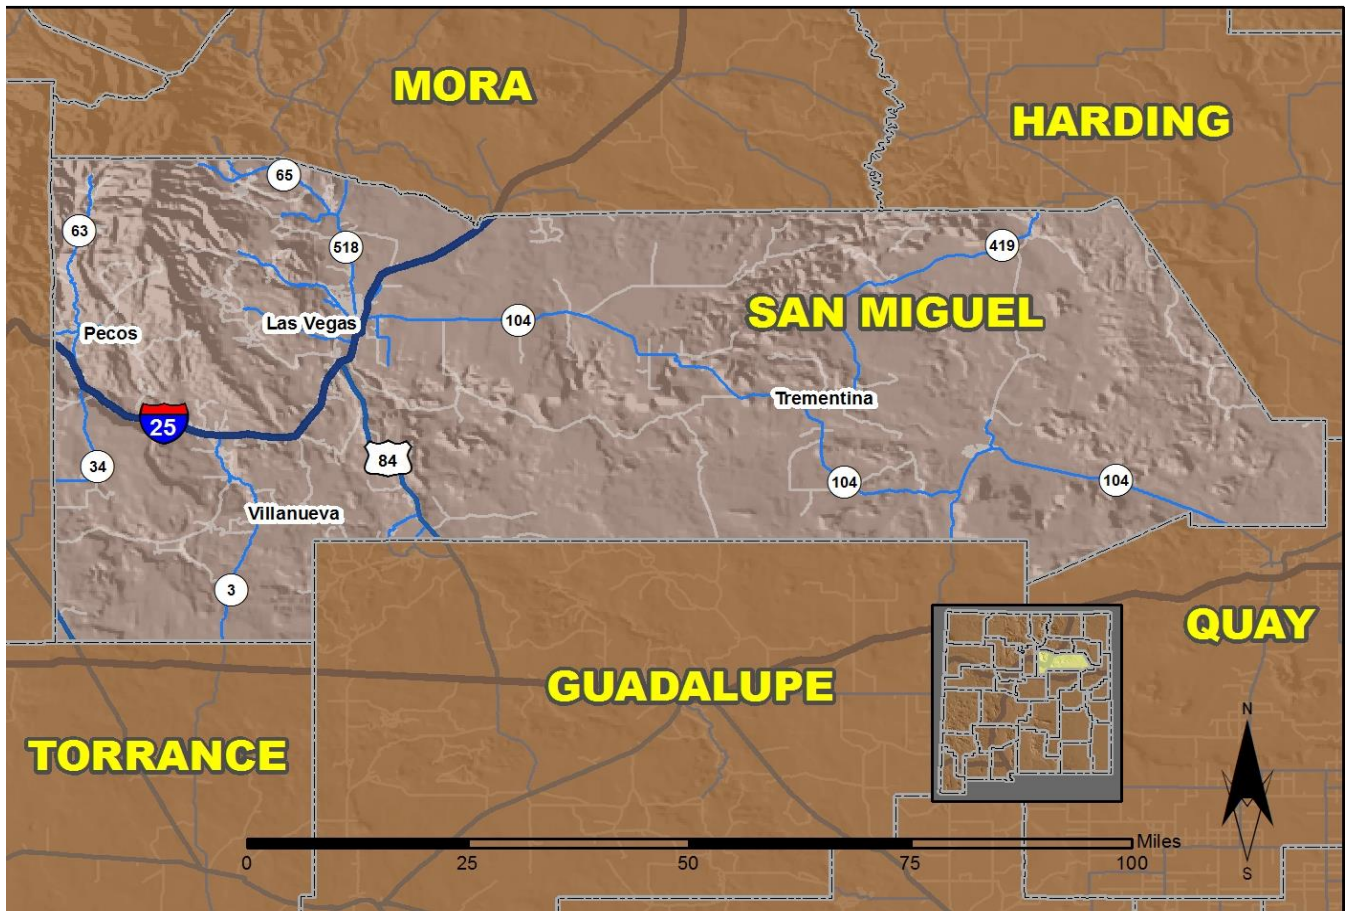 MORA
HARDING
65
63
518
419
SAN MIGUEL
104
Las Vegas
Pecos
Trementina
25
84
34
104
104
Villanueva
3
QUAY
GUADALUPE
TORRANCE
N
S
Miles
0 25 50 75 100